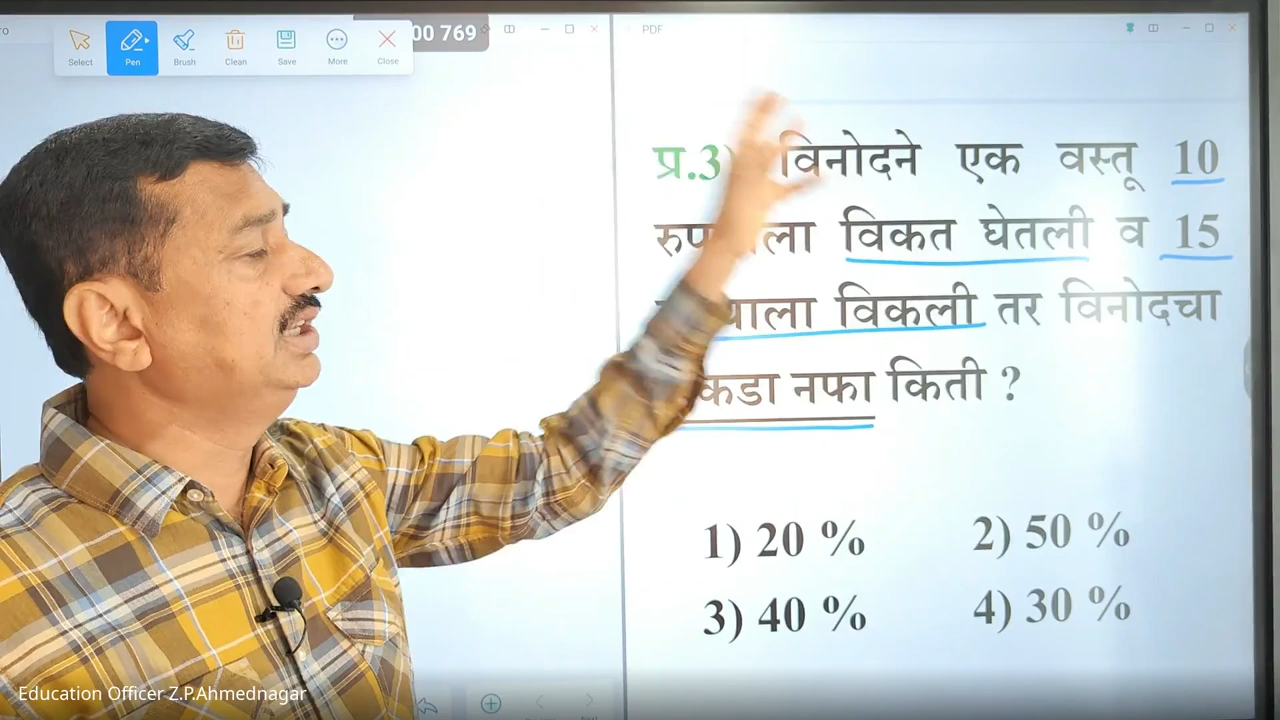 00 769
Select Pen Brush Clean Save More Close
PDF
प्र.3) विनोदने एक वस्तू 10
विकत घेतली व 15
विकली तर विनोदचा
नफा किती ?
1) 20 % 2) 50 %
3) 40 % 4) 30 %
Education Officer Z.P.Ahmednagar